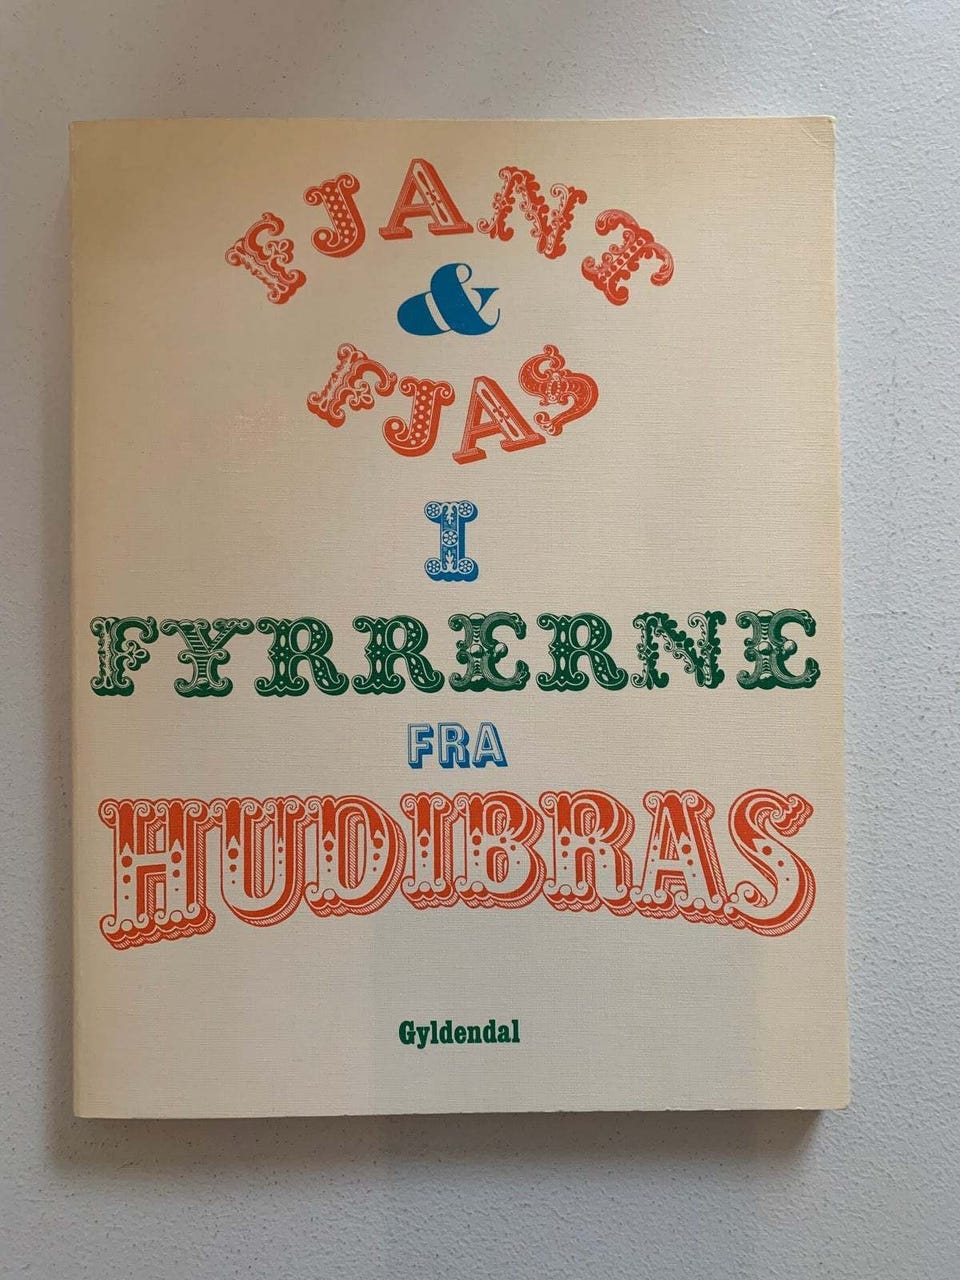 FJANT
&
FJAS
I
FYRRERNE
FRA
HUDIBRAS
Gyldendal